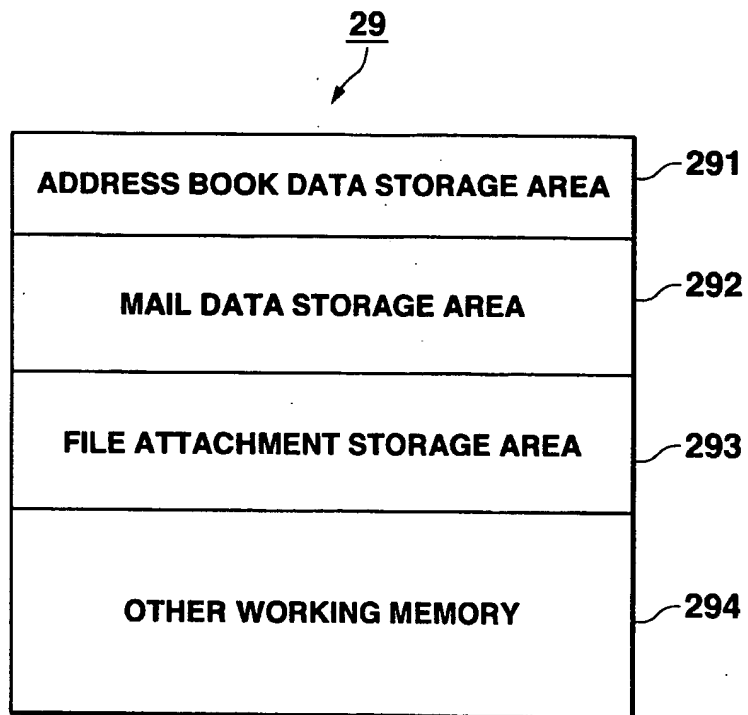 29
ADDRESS BOOK DATA STORAGE AREA
291
MAIL DATA STORAGE AREA
292
FILE ATTACHMENT STORAGE AREA
293
OTHER WORKING MEMORY
294